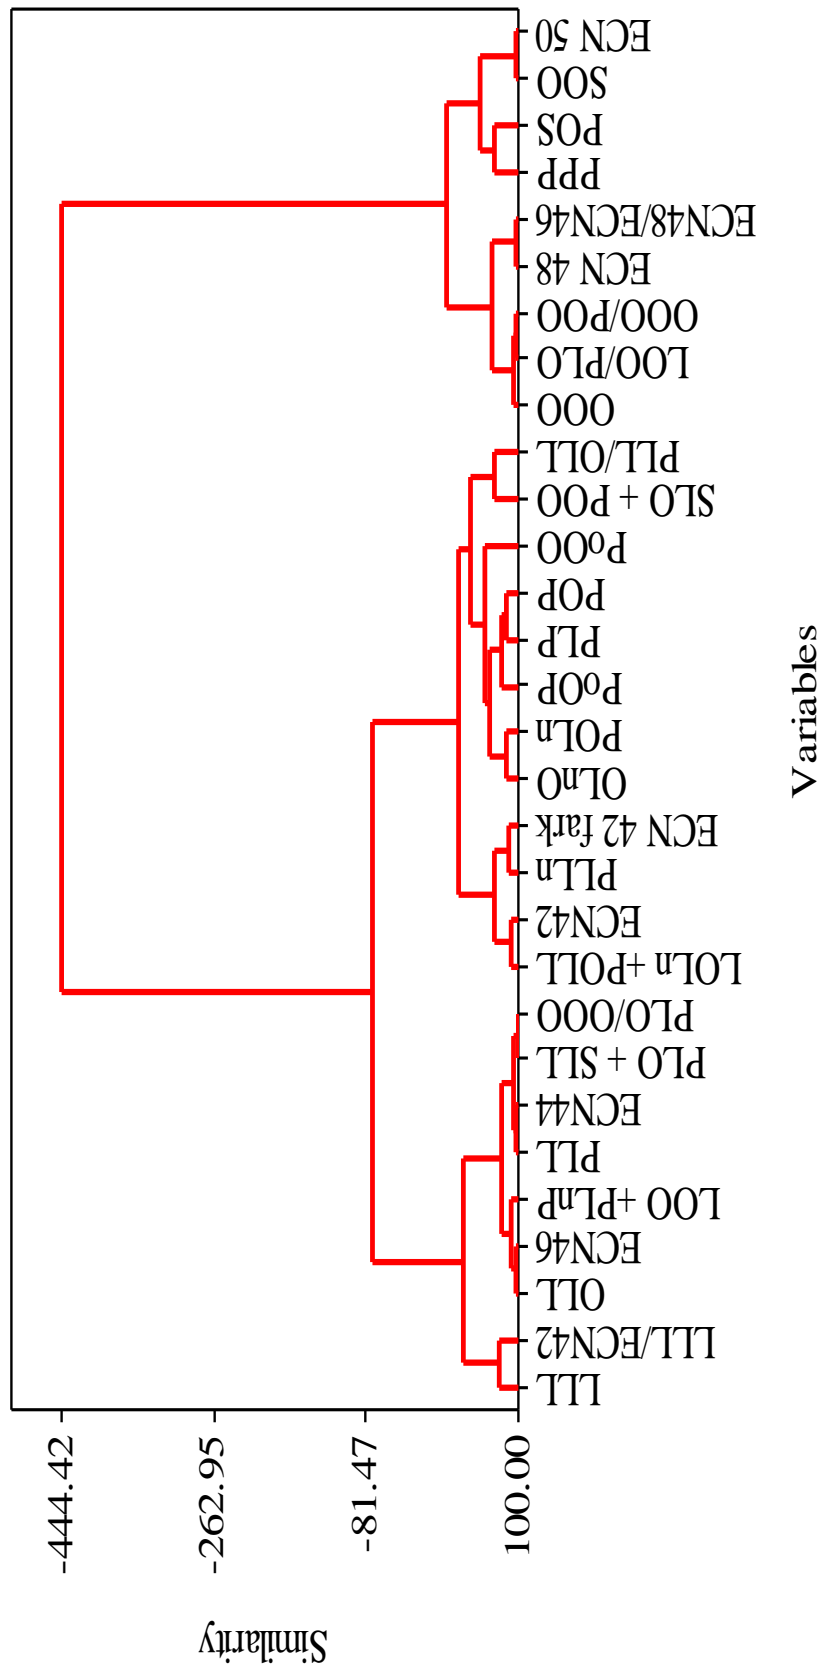 Similarity
-444.42
-262.95
-81.47
100.00
LLL
LLL/ECN42
OLL
ECN46
LOO +PLnP
PLL
ECN44
PLO + SLL
PLO/OOO
LOLn +POLL
ECN42
PLLn
ECN 42 fark
OLnO
POLn
PoOP
PLP
POP
PoOO
SLO + POO
PLL/OLL
OOO
LOO/PLO
OOO/POO
ECN 48
ECN48/ECN46
PPP
POS
SOO
ECN 50
Variables